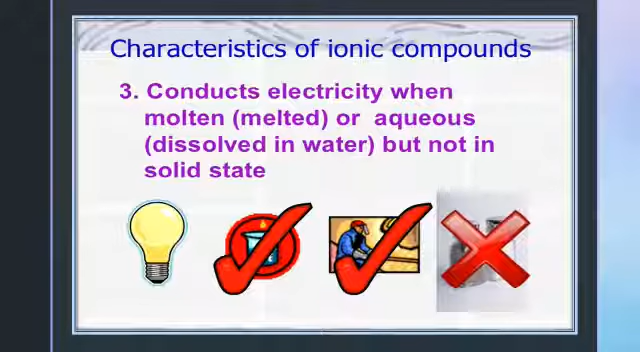 Characteristics of ionic compounds
3. Conducts electricity when
molten (melted) or aqueous
(dissolved in water) but not in
solid state